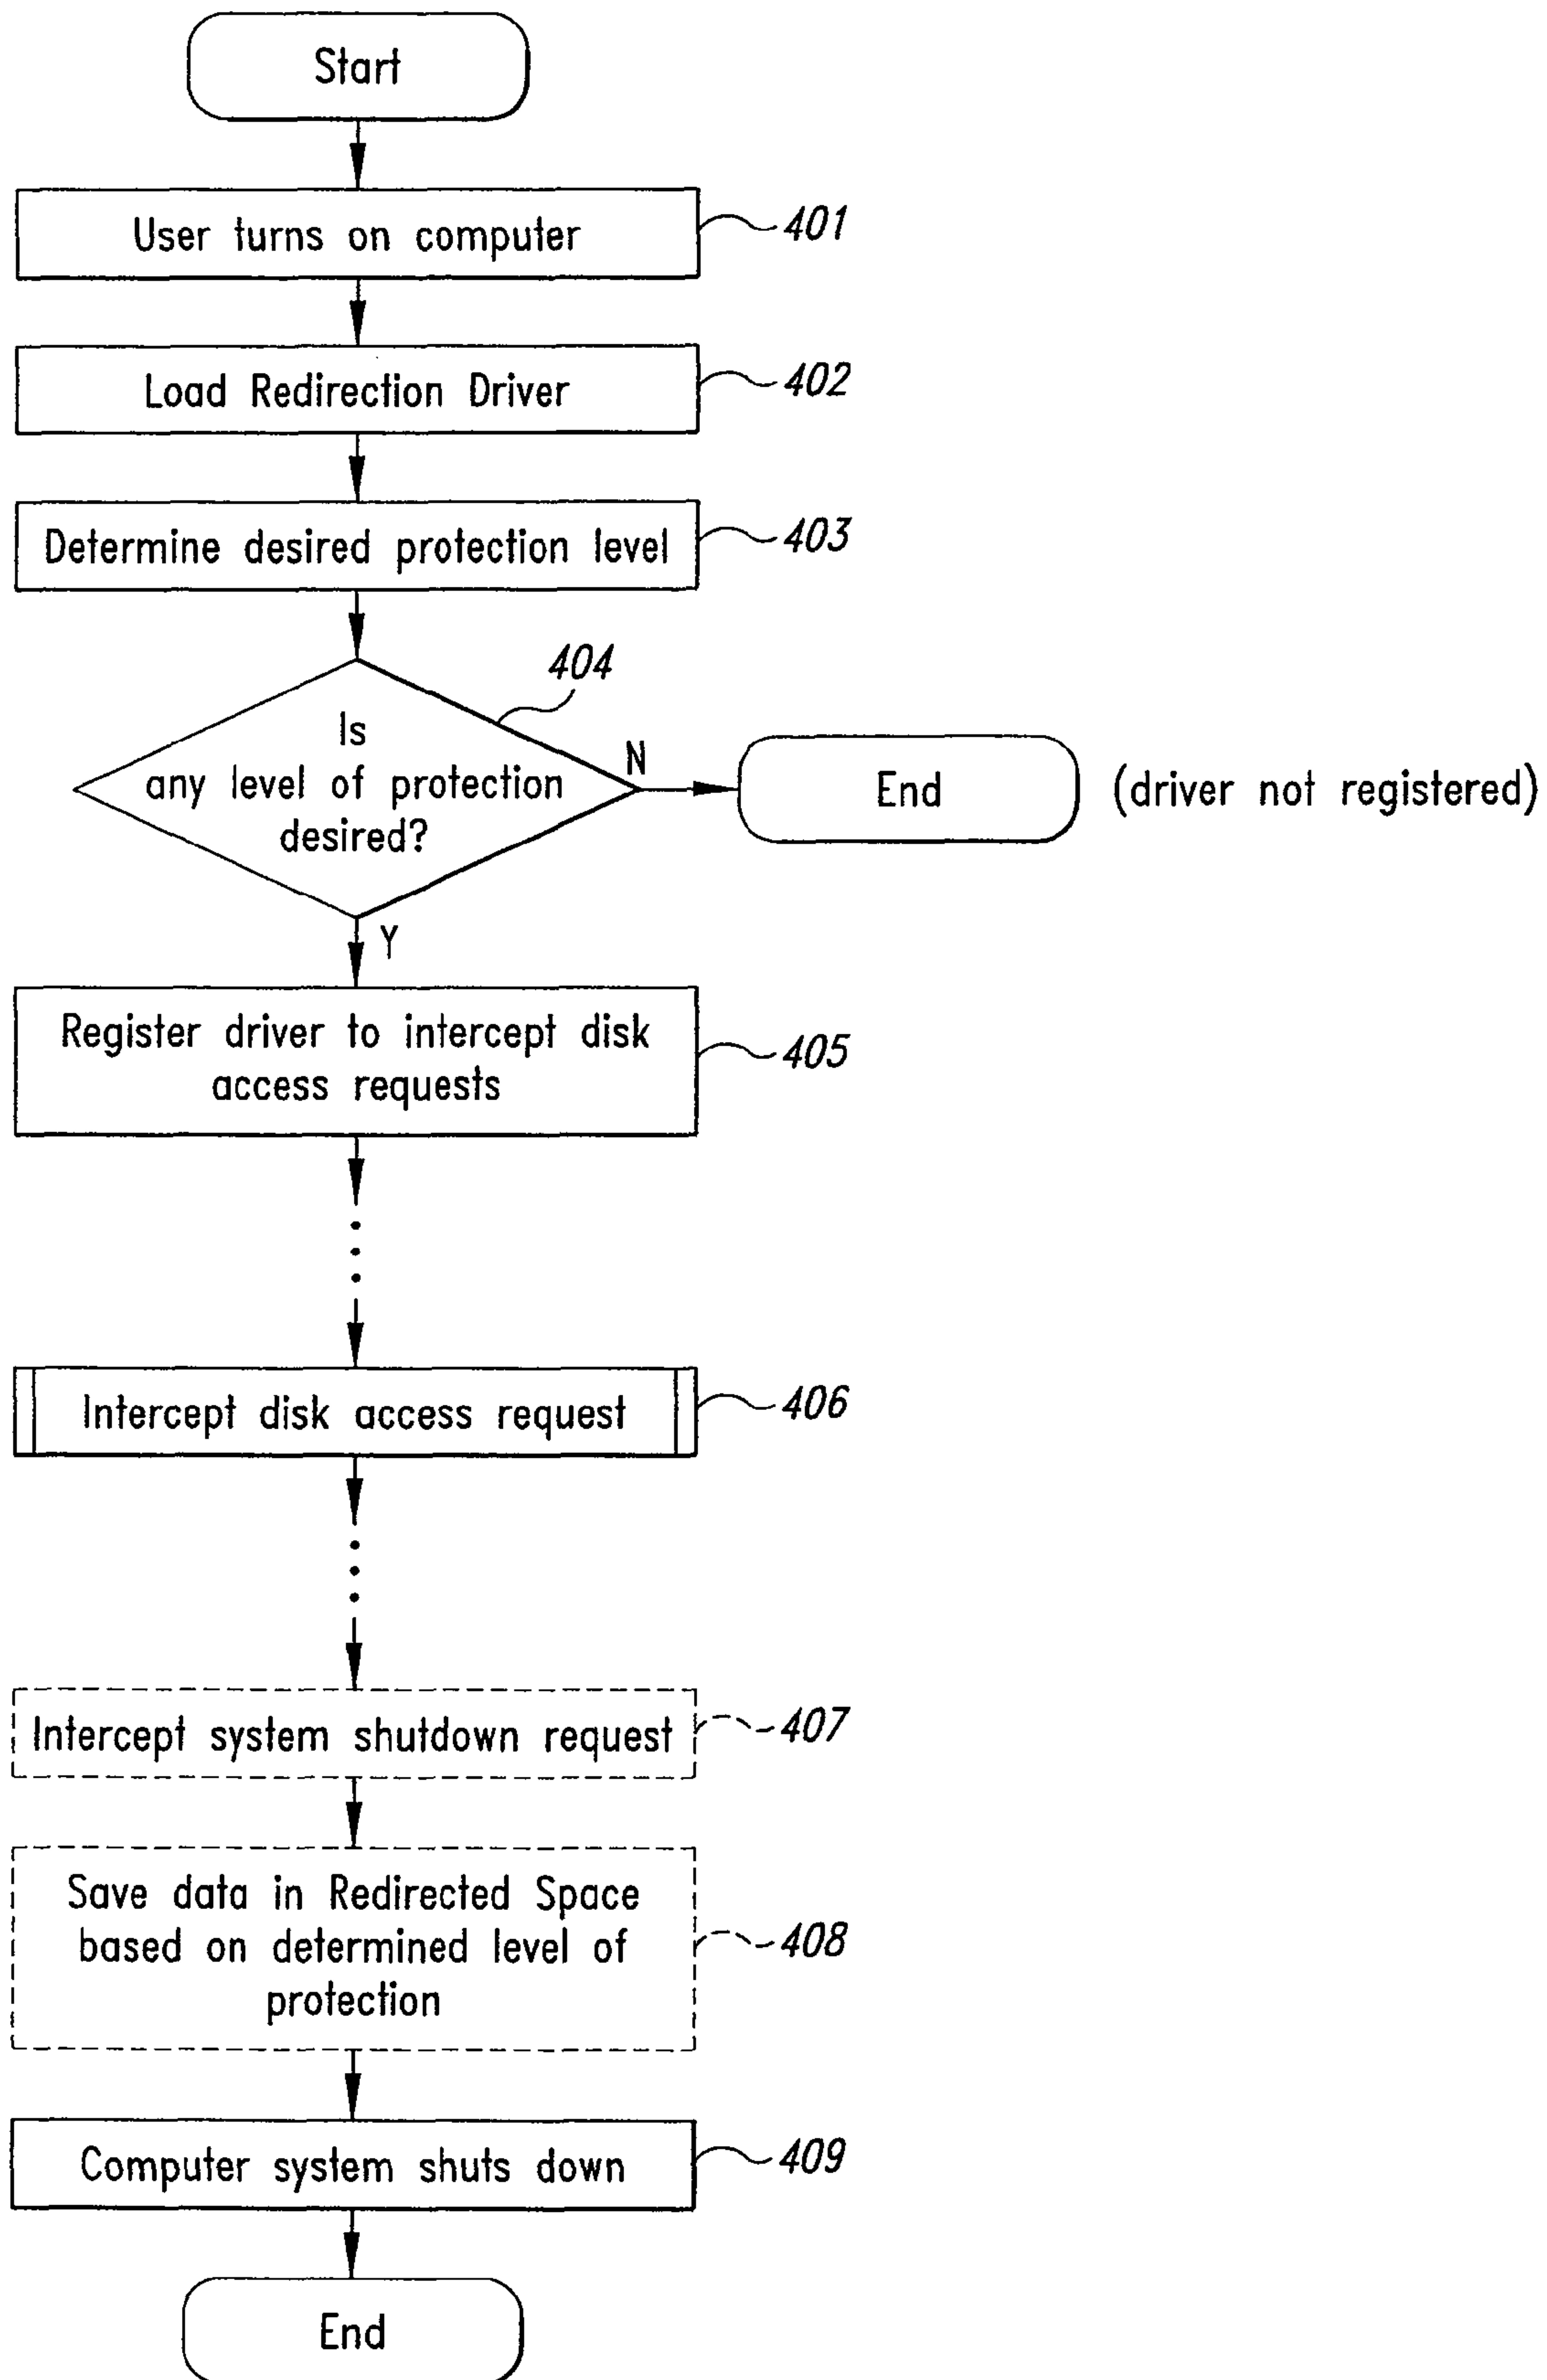 Start
User turns on computer
401
Load Redirection Driver
402
Determine desired protection level
403
404
Is
any level of protection
desired?
N
End
(driver not registered)
Y
Register driver to intercept disk
access requests
405
Intercept disk access request
406
Intercept system shutdown request
407
Save data in Redirected Space
based on determined level of
protection
408
Computer system shuts down
409
End